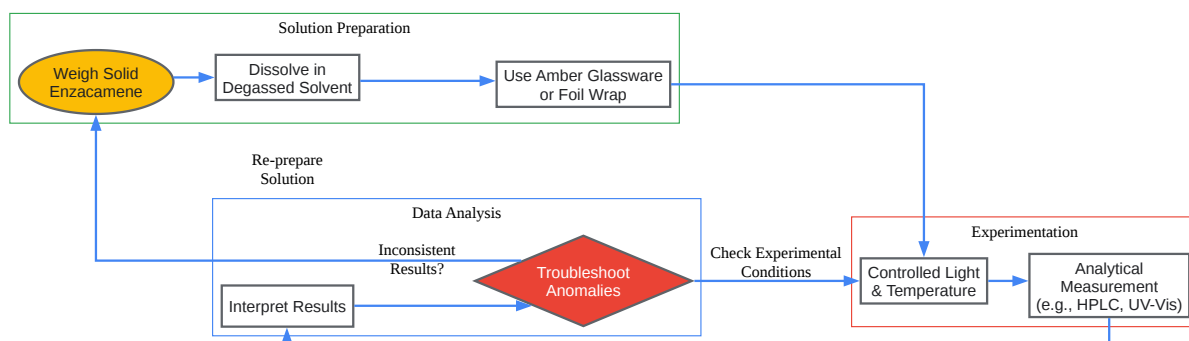 Solution Preparation
Weigh Solid
Enzacamene
Dissolve in
Degassed Solvent
Use Amber Glassware
or Foil Wrap
Re-prepare
Solution
Data Analysis
Inconsistent
Results?
Troubleshoot
Anomalies
Interpret Results
Check Experimental
Conditions
Experimentation
Controlled Light
& Temperature
Analytical
Measurement
(e.g., HPLC, UV-Vis)